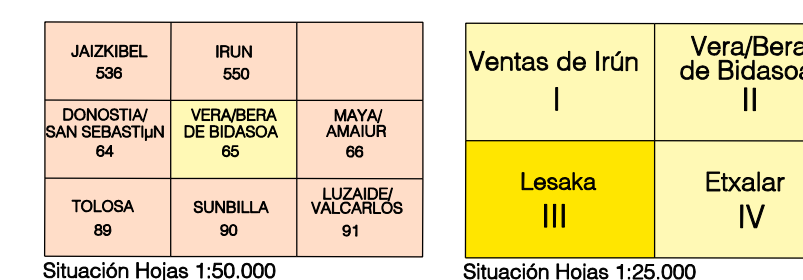 JAIZKIBEL
536
IRUN
550
DONOSTIA/
SAN SEBASTIµN
64
VERA/BERA
DE BIDASOA
65
MAYA/
AMAIUR
66
TOLOSA
89
SUNBILLA
90
LUZAIDE/
VALCARLOS
91
Situación Hojas 1:50.000
Ventas de Irún
I
Vera/Bera
de Bidasoa
II
Lesaka
III
Etxalar
IV
Situación Hojas 1:25.000